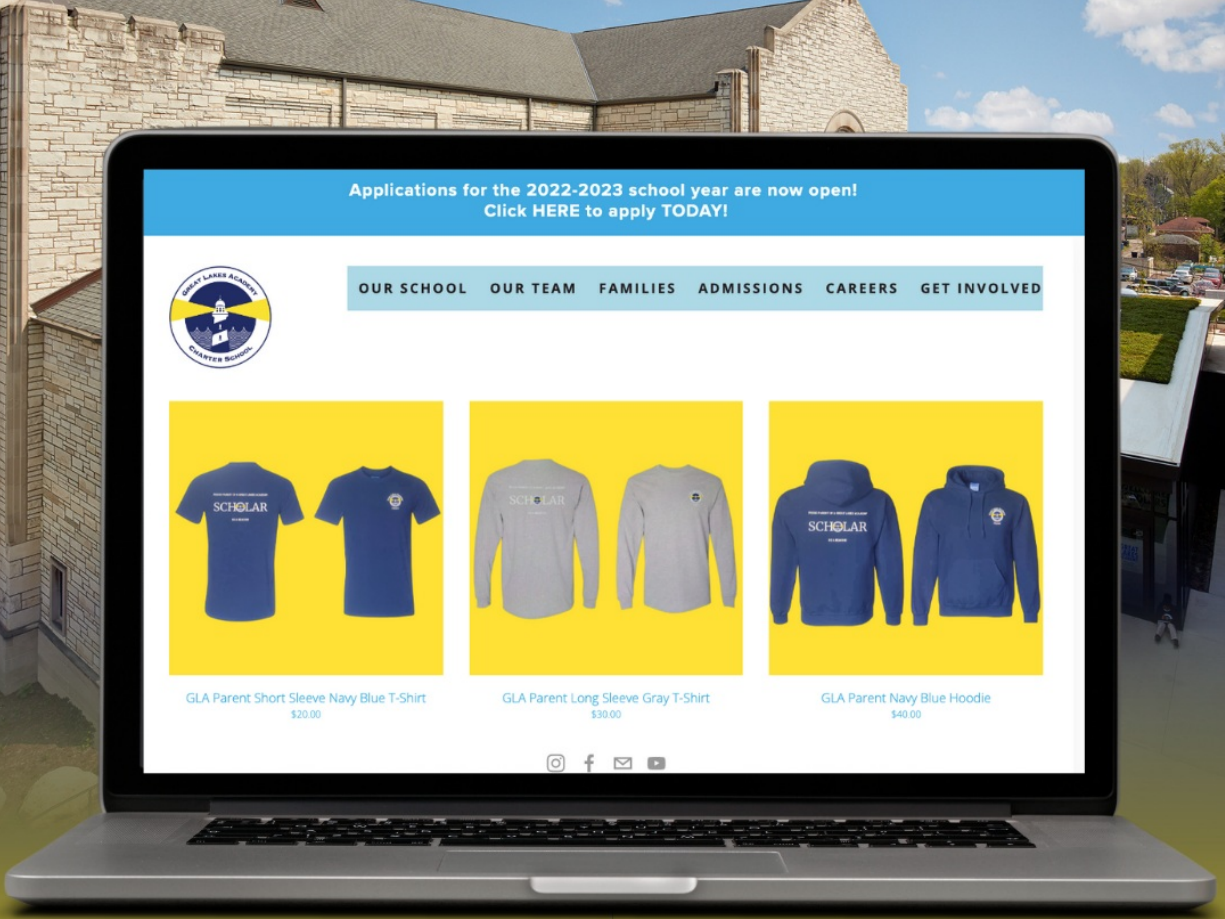 Applications for the 2022-2023 school year are now open!
Click HERE to apply TODAY!
GREAT LAKES ACADEMY
CHARTER SCHOOL
OUR SCHOOL OUR TEAM FAMILIES ADMISSIONS CAREERS GET INVOLVED
SCHOLAR
SCHOLAR
SCHOLAR
GLA Parent Short Sleeve Navy Blue T-Shirt
$20.00
GLA Parent Long Sleeve Gray T-Shirt
$30.00
GLA Parent Navy Blue Hoodie
$40.00